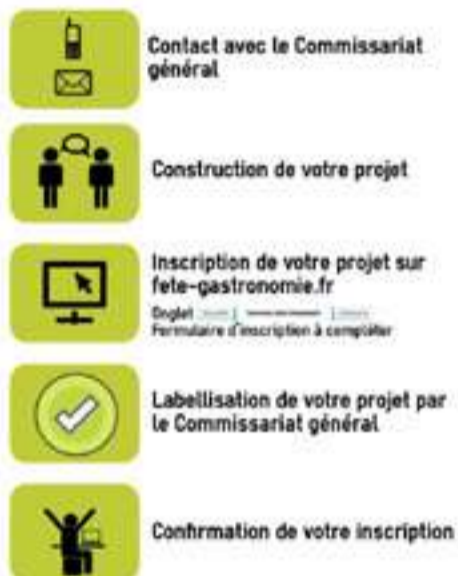 Contact avec le Commissariat
général
Construction de votre projet
Inscription de votre projet sur
fete-gastronomie.fr
Onglet
Formulaire d'inscription à compléter
Labellisation de votre projet par
le Commissariat général
Confirmation de votre inscription